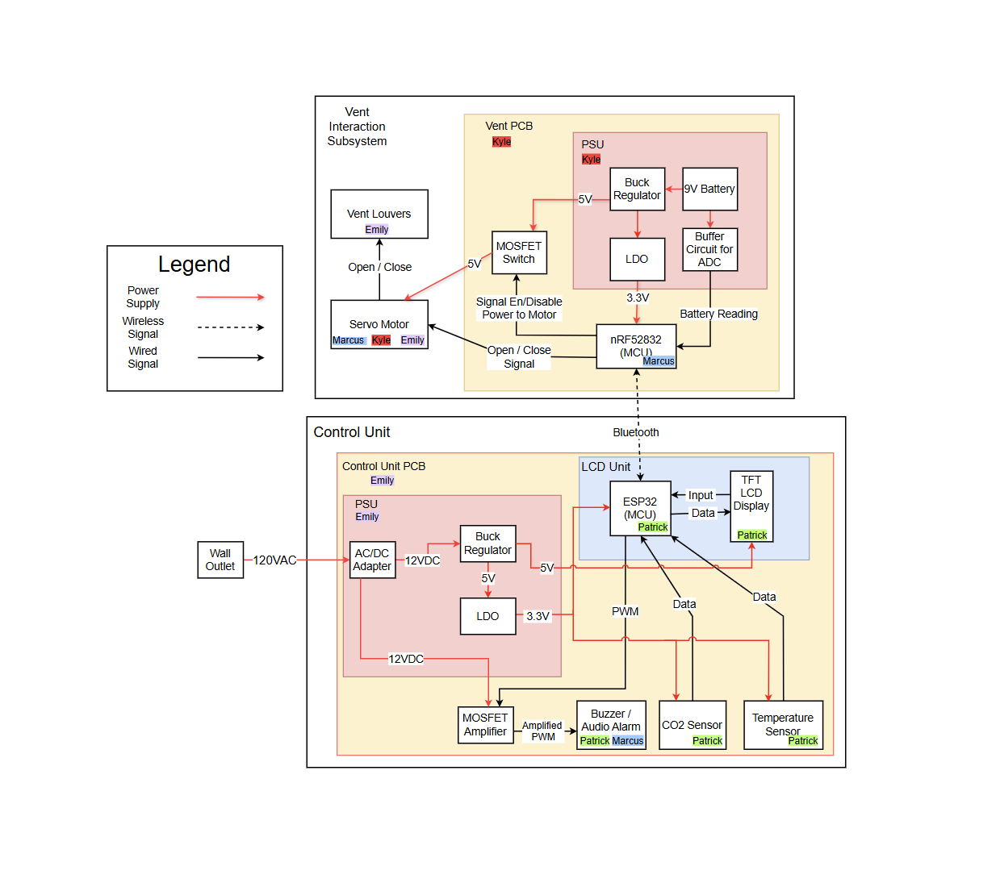 Vent
Interaction
Subsystem
Vent PCB
Kyle
PSU
Kyle
Buck
Regulator
9V Battery
5V
Vent Louvers
Emily
MOSFET
Switch
LDO
Buffer
Circuit for
ADC
Open / Close
5V
3.3V
Signal En/Disable
Power to Motor
Battery Reading
Servo Motor
Marcus Kyle Emily
nRF52832
(MCU)
Marcus
Open / Close
Signal
Legend
Power
Supply
Wireless
Signal
Wired
Signal
Bluetooth
Control Unit
Control Unit PCB
Emily
LCD Unit
PSU
Emily
ESP32
(MCU)
Patrick
Input
Data
TFT
LCD
Display
Patrick
Wall
Outlet
120VAC
AC/DC
Adapter
12VDC
Buck
Regulator
5V
5V
LDO
3.3V
PWM
Data
Data
12VDC
MOSFET
Amplifier
Amplified
PWM
Buzzer /
Audio Alarm
Patrick Marcus
CO2 Sensor
Patrick
Temperature
Sensor
Patrick